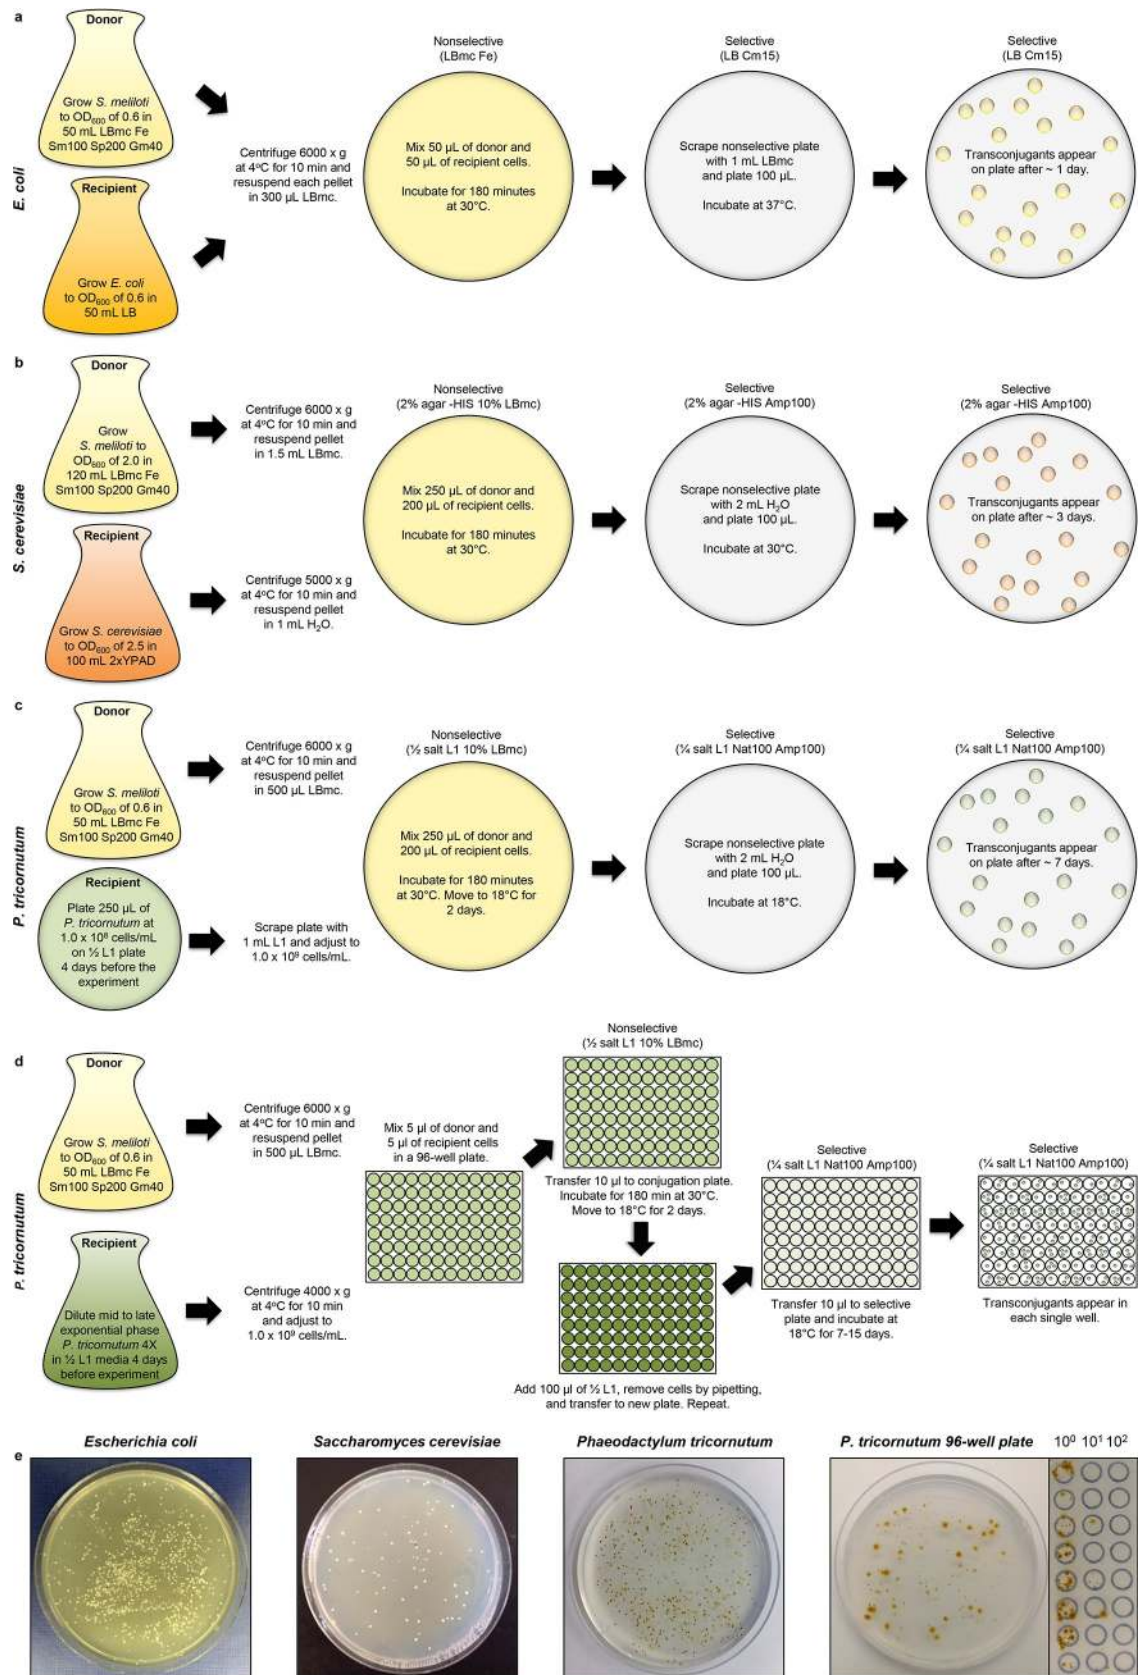 a
E. coli
Donor
Grow S. meliloti
to OD600 of 0.6 in
50 mL LBmc Fe
Sm100 Sp200 Gm40
Recipient
Grow E. coli
to OD600 of 0.6 in
50 mL LB
Centrifuge 6000 x g
at 4°C for 10 min and
resuspend each pellet
in 300 µL LBmc.
Nonselective
(LBmc Fe)
Mix 50 µL of donor and
50 µL of recipient cells.
Incubate for 180 minutes
at 30°C.
Selective
(LB Cm15)
Scrape nonselective plate
with 1 mL LBmc
and plate 100 µL.
Incubate at 37°C.
Selective
(LB Cm15)
Transconjugants appear
on plate after ~ 1 day.
b
S. cerevisiae
Donor
Grow
S. meliloti to
OD600 of 2.0 in
120 mL LBmc Fe
Sm100 Sp200 Gm40
Recipient
Grow S. cerevisiae
to OD600 of 2.5 in
100 mL 2xYPAD
Centrifuge 6000 x g
at 4°C for 10 min and
resuspend pellet
in 1.5 mL LBmc.
Centrifuge 5000 x g
at 4°C for 10 min and
resuspend pellet
in 1 mL H2O.
Nonselective
(2% agar -HIS 10% LBmc)
Mix 250 µL of donor and
200 µL of recipient cells.
Incubate for 180 minutes
at 30°C.
Selective
(2% agar -HIS Amp100)
Scrape nonselective plate
with 2 mL H2O
and plate 100 µL.
Incubate at 30°C.
Selective
(2% agar -HIS Amp100)
Transconjugants appear
on plate after ~ 3 days.
c
P. tricornutum
Donor
Grow S. meliloti
to OD600 of 0.6 in
50 mL LBmc Fe
Sm100 Sp200 Gm40
Recipient
Plate 250 µL of
P. tricornutum at
1.0 x 10⁸ cells/mL
on ½ L1 plate
4 days before the
experiment
Centrifuge 6000 x g
at 4°C for 10 min and
resuspend pellet
in 500 µL LBmc.
Scrape plate with
1 mL L1 and adjust to
1.0 x 10⁹ cells/mL.
Nonselective
(½ salt L1 10% LBmc)
Mix 250 µL of donor and
200 µL of recipient cells.
Incubate for 180 minutes
at 30°C. Move to 18°C for
2 days.
Selective
(¼ salt L1 Nat100 Amp100)
Scrape nonselective plate
with 2 mL H2O
and plate 100 µL.
Incubate at 18°C.
Selective
(¼ salt L1 Nat100 Amp100)
Transconjugants appear
on plate after ~ 7 days.
d
P. tricornutum
Donor
Grow S. meliloti
to OD600 of 0.6 in
50 mL LBmc Fe
Sm100 Sp200 Gm40
Recipient
Dilute mid to late
exponential phase
P. tricornutum 4X
in ½ L1 media 4 days
before experiment
Centrifuge 6000 x g
at 4°C for 10 min and
resuspend pellet
in 500 µL LBmc.
Centrifuge 4000 x g
at 4°C for 10 min
and adjust to
1.0 x 10⁹ cells/mL.
Mix 5 µl of donor and
5 µl of recipient cells
in a 96-well plate.
Nonselective
(½ salt L1 10% LBmc)
Transfer 10 µl to conjugation plate.
Incubate for 180 min at 30°C.
Move to 18°C for 2 days.
Add 100 µl of ½ L1, remove cells by pipetting,
and transfer to new plate. Repeat.
Selective
(¼ salt L1 Nat100 Amp100)
Transfer 10 µl to selective
plate and incubate at
18°C for 7-15 days.
Selective
(¼ salt L1 Nat100 Amp100)
Transconjugants appear in
each single well.
e
Escherichia coli
Saccharomyces cerevisiae
Phaeodactylum tricornutum
P. tricornutum 96-well plate
10⁰ 10¹ 10²